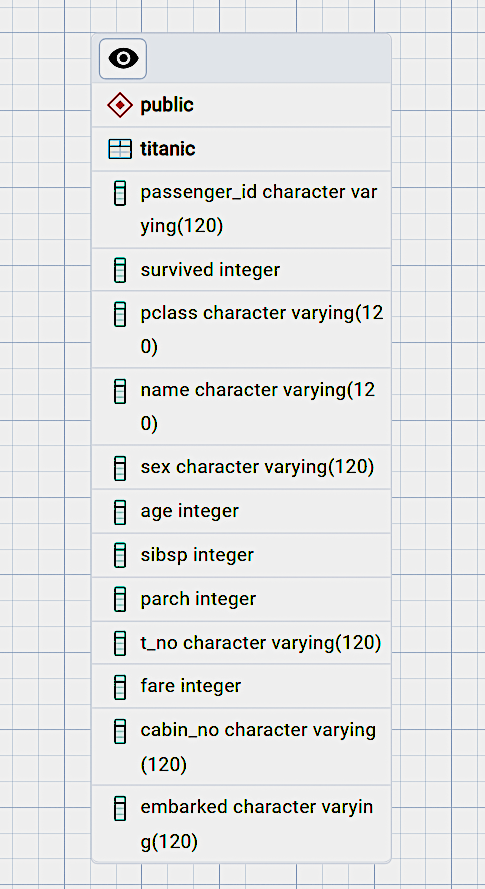 public
titanic
passenger_id character var
ying(120)
survived integer
pclass character varying(12
0)
name character varying(12
0)
sex character varying(120)
age integer
sibsp integer
parch integer
t_no character varying(120)
fare integer
cabin_no character varying
(120)
embarked character varyin
g(120)